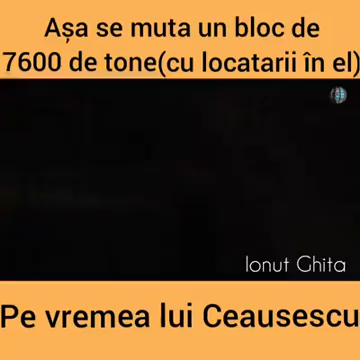 Așa se muta un bloc de
7600 de tone(cu locatarii în el)
Ionut Ghita
Pe vremea lui Ceausescu